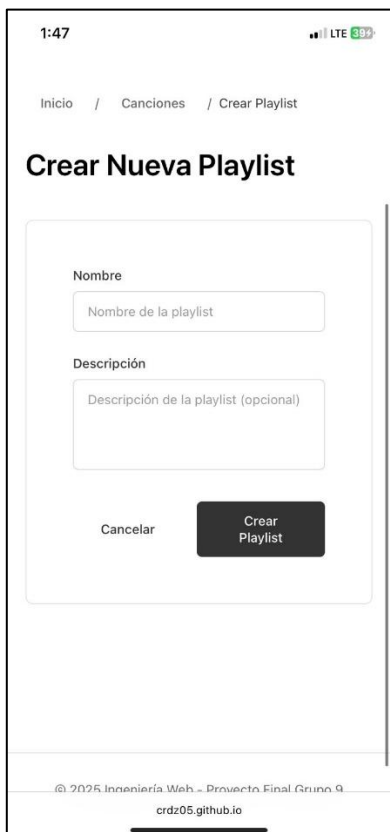 1:47 LTE 39
Inicio / Canciones / Crear Playlist
Crear Nueva Playlist
Nombre
Nombre de la playlist
Descripción
Descripción de la playlist (opcional)
Cancelar
Crear
Playlist
© 2025 Ingeniería Web - Proyecto Final Grupo 9
crdz05.github.io